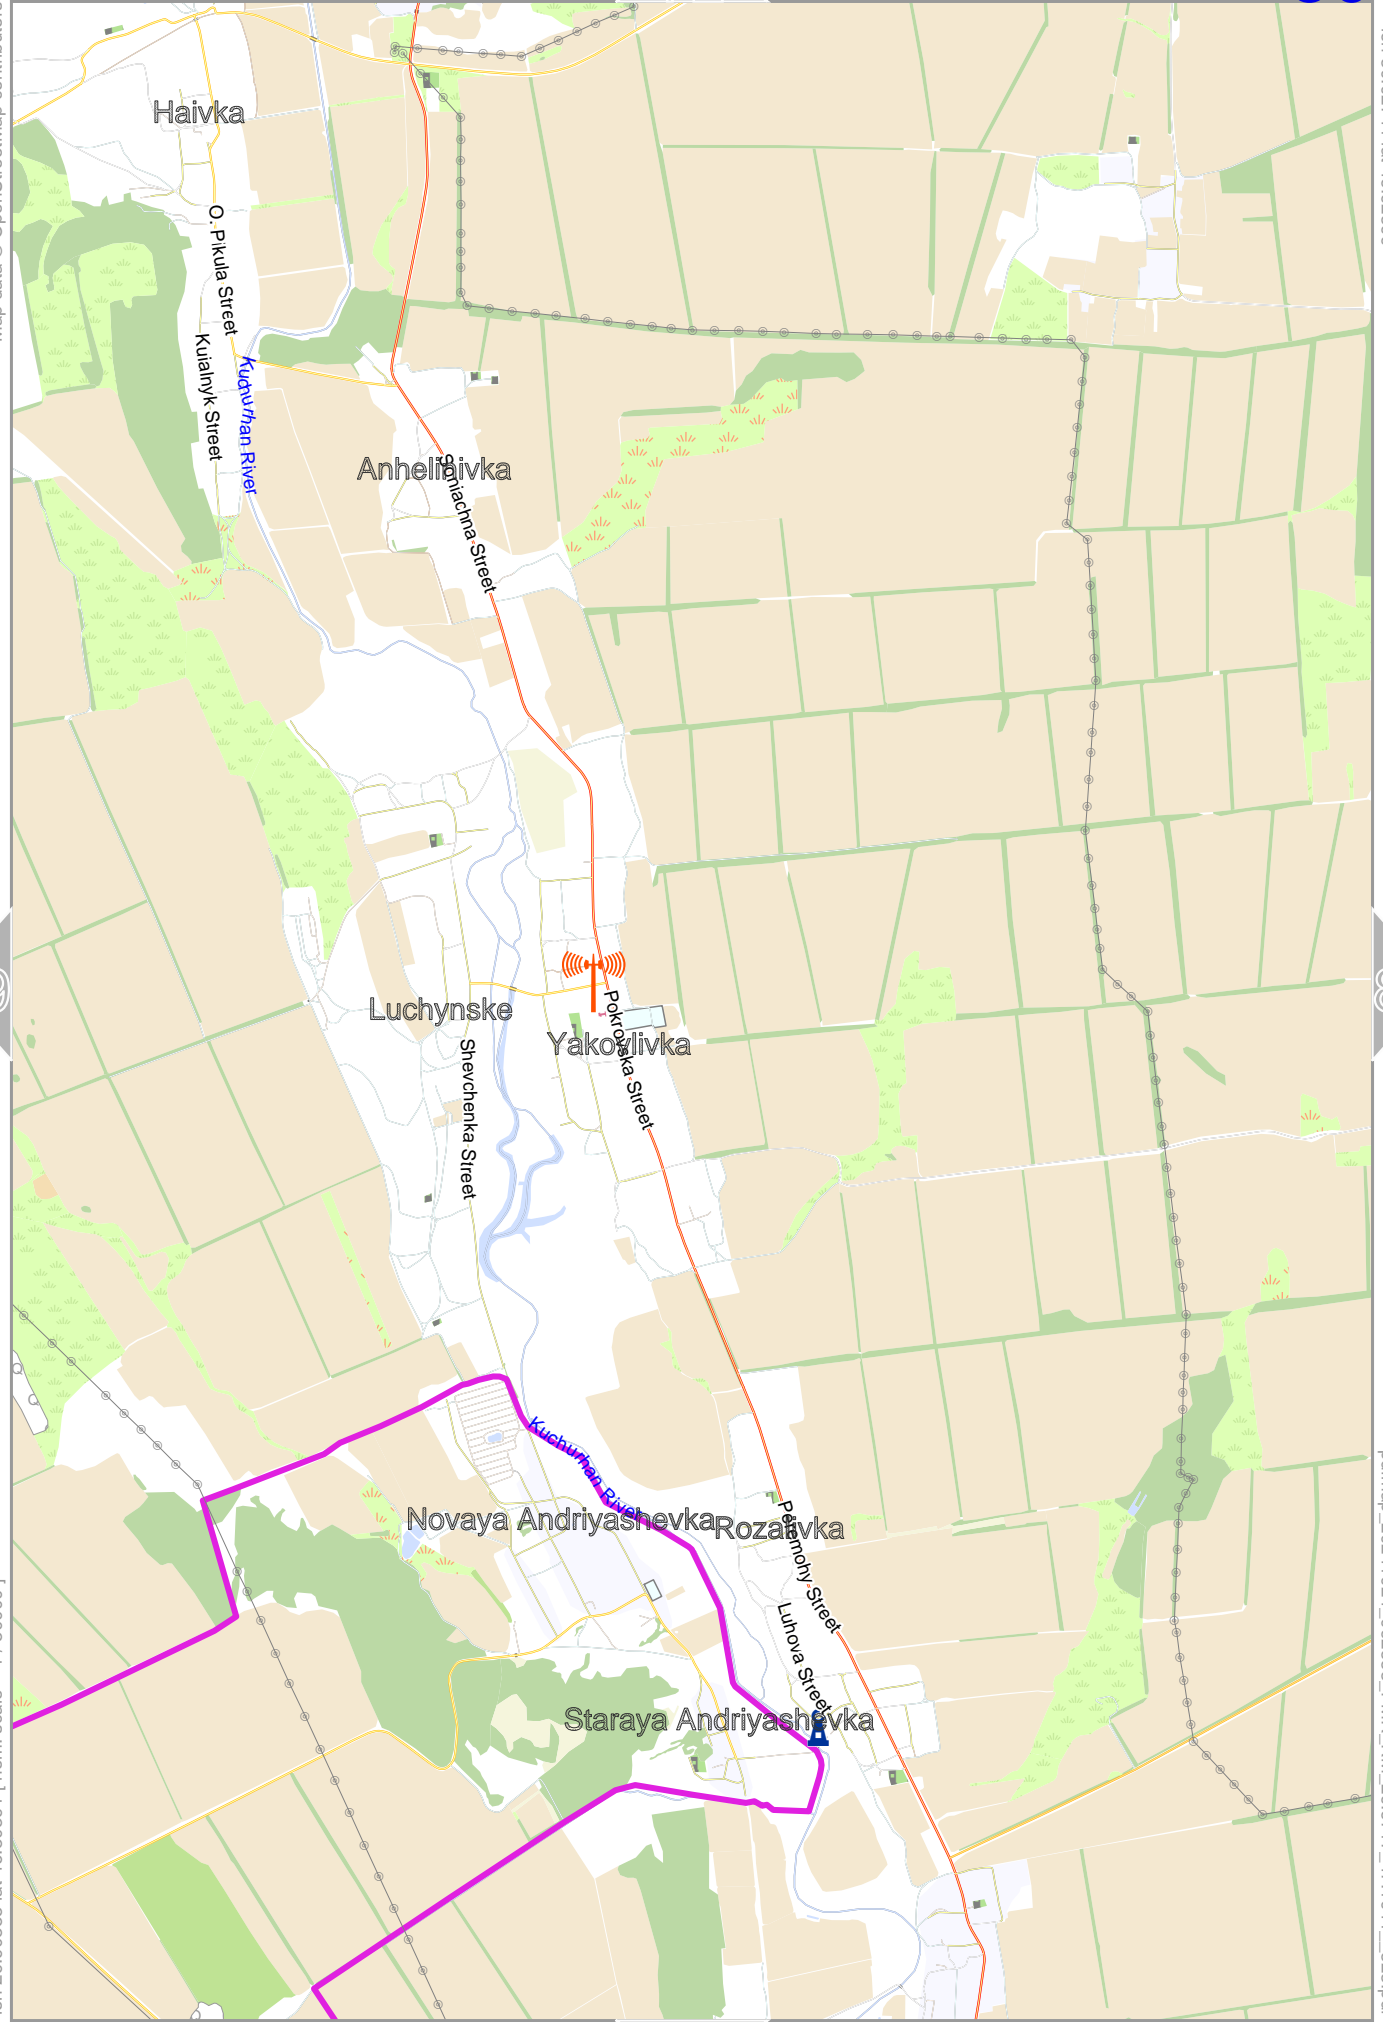 Haivka
O. Pikula Street
Kuialnyk Street
Kuchurhan River
Anhelinivka
Soniachna Street
Luchynske
Yakovlivka
Pokrovska Street
Shevchenka Street
Kuchurhan River
Novaya Andriyashevka
Rozalivka
Peremohy Street
Luhova Street
Staraya Andriyashevka